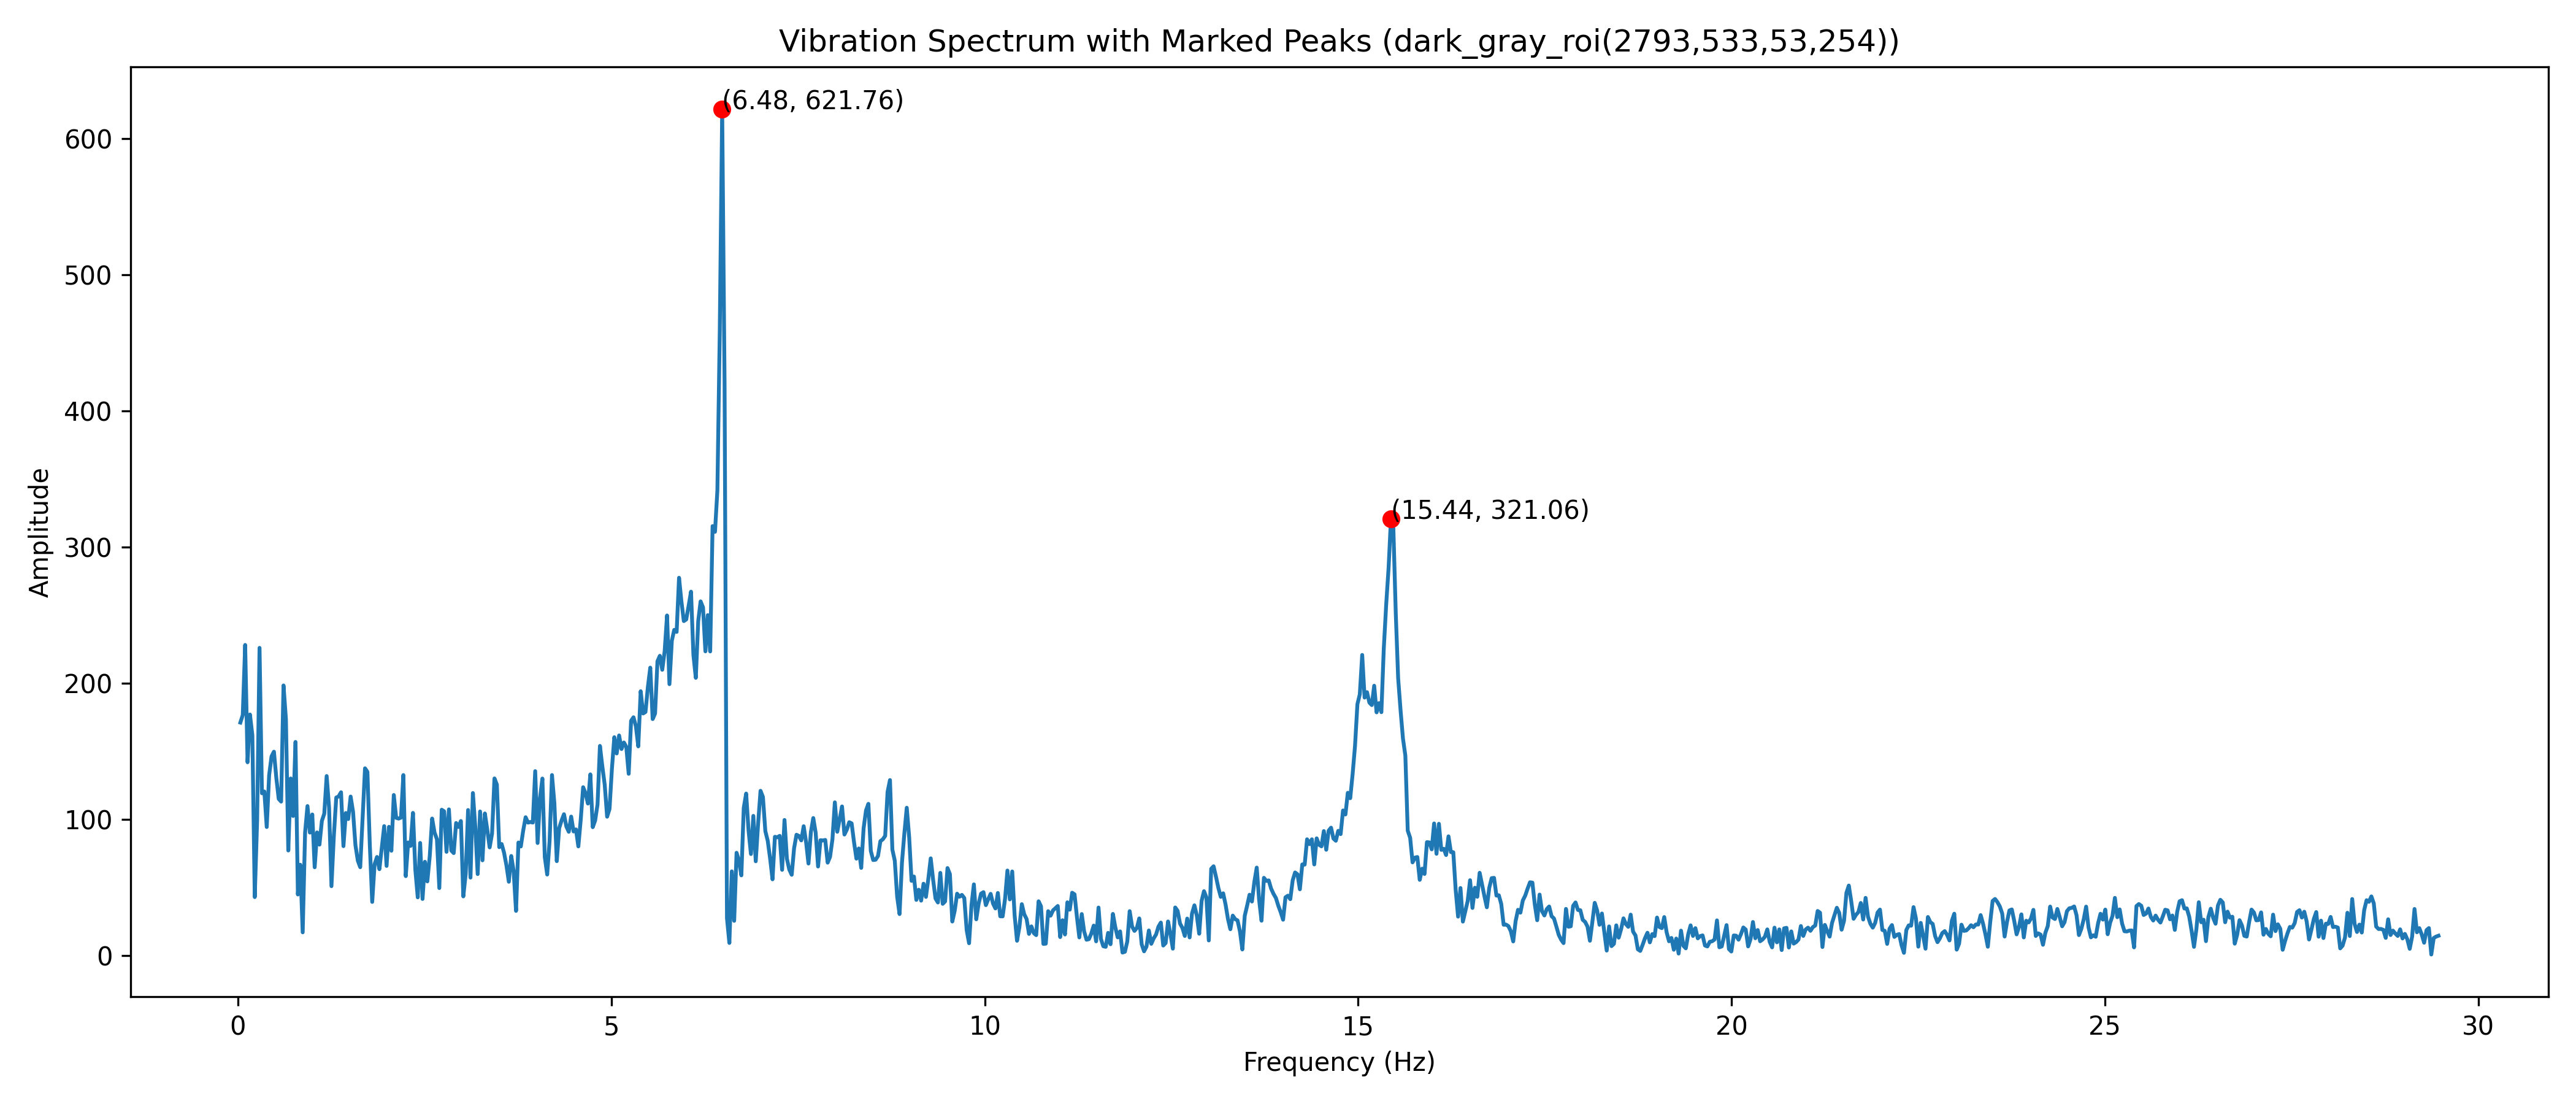 Vibration Spectrum with Marked Peaks (dark_gray_roi(2793,533,53,254))
(6.48, 621.76)
(15.44, 321.06)
Amplitude
600
500
400
300
200
100
0
0 5 10 15 20 25 30
Frequency (Hz)